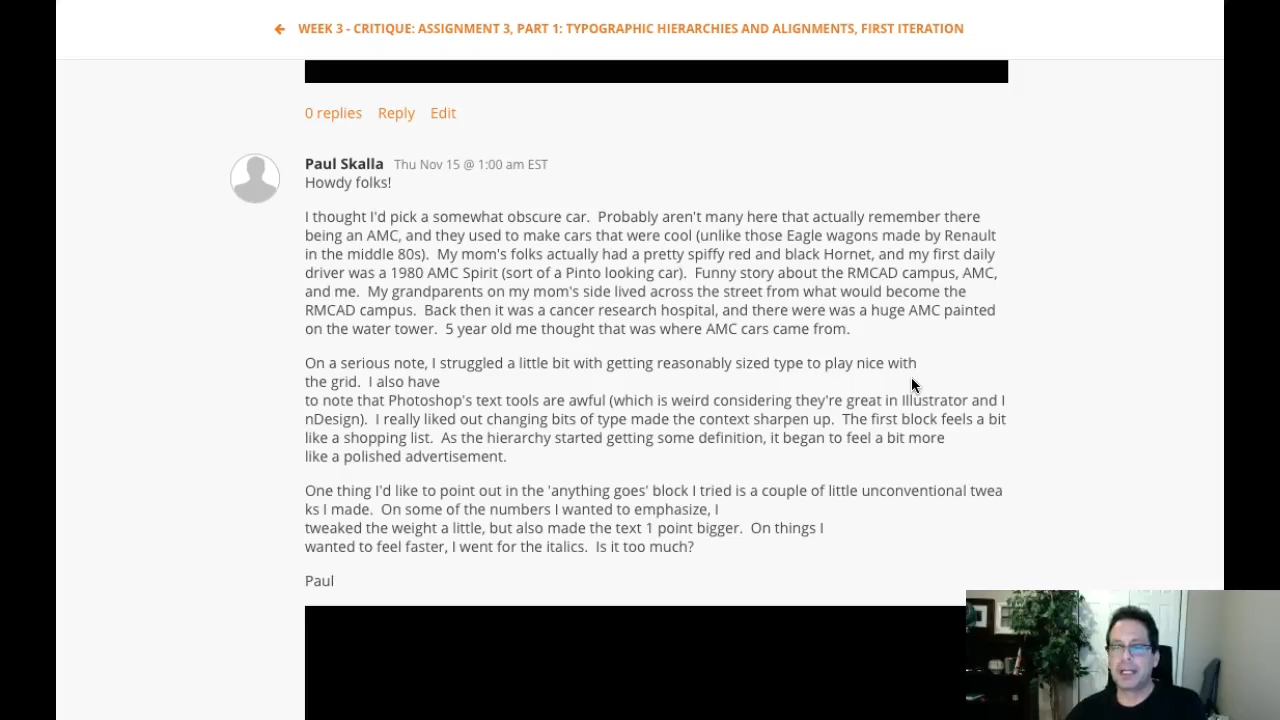 WEEK 3 - CRITIQUE: ASSIGNMENT 3, PART 1: TYPOGRAPHIC HIERARCHIES AND ALIGNMENTS, FIRST ITERATION
0 replies Reply Edit
Paul Skalla Thu Nov 15 @ 1:00 am EST
Howdy folks!
I thought I'd pick a somewhat obscure car.  Probably aren't many here that actually remember there
being an AMC, and they used to make cars that were cool (unlike those Eagle wagons made by Renault
in the middle 80s).  My mom's folks actually had a pretty spiffy red and black Hornet, and my first daily
driver was a 1980 AMC Spirit (sort of a Pinto looking car).  Funny story about the RMCAD campus, AMC,
and me.  My grandparents on my mom's side lived across the street from what would become the
RMCAD campus.  Back then it was a cancer research hospital, and there were was a huge AMC painted
on the water tower.  5 year old me thought that was where AMC cars came from.
On a serious note, I struggled a little bit with getting reasonably sized type to play nice with
the grid.  I also have
to note that Photoshop's text tools are awful (which is weird considering they're great in Illustrator and I
nDesign).  I really liked out changing bits of type made the context sharpen up.  The first block feels a bit
like a shopping list.  As the hierarchy started getting some definition, it began to feel a bit more
like a polished advertisement.
One thing I'd like to point out in the 'anything goes' block I tried is a couple of little unconventional twea
ks I made.  On some of the numbers I wanted to emphasize, I
tweaked the weight a little, but also made the text 1 point bigger.  On things I
wanted to feel faster, I went for the italics.  Is it too much?
Paul